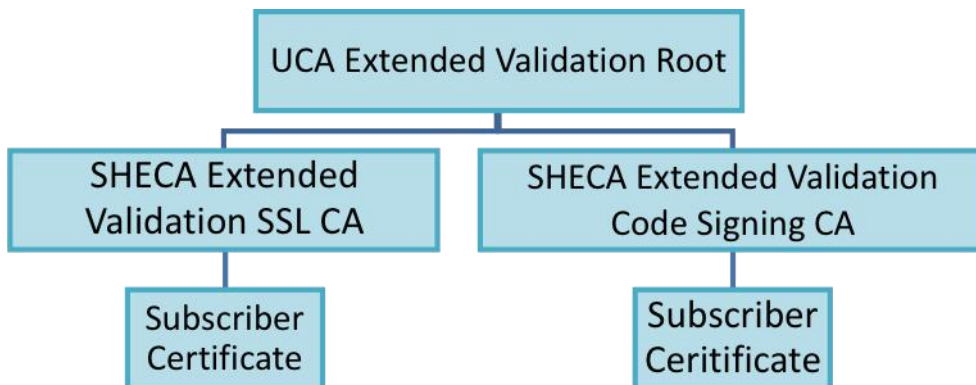 UCA Extended Validation Root
SHECA Extended
Validation SSL CA
SHECA Extended Validation
Code Signing CA
Subscriber
Certificate
Subscriber
Ceritificate